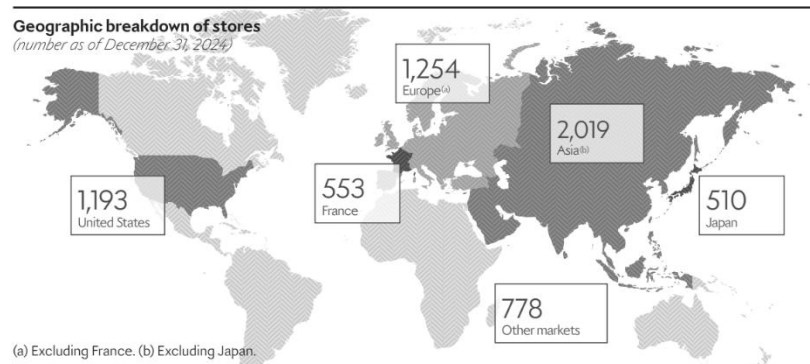 Geographic breakdown of stores
(number as of December 31, 2024)
1,254
Europe(a)
2,019
Asia(b)
1,193
United States
553
France
510
Japan
778
Other markets
(a) Excluding France. (b) Excluding Japan.